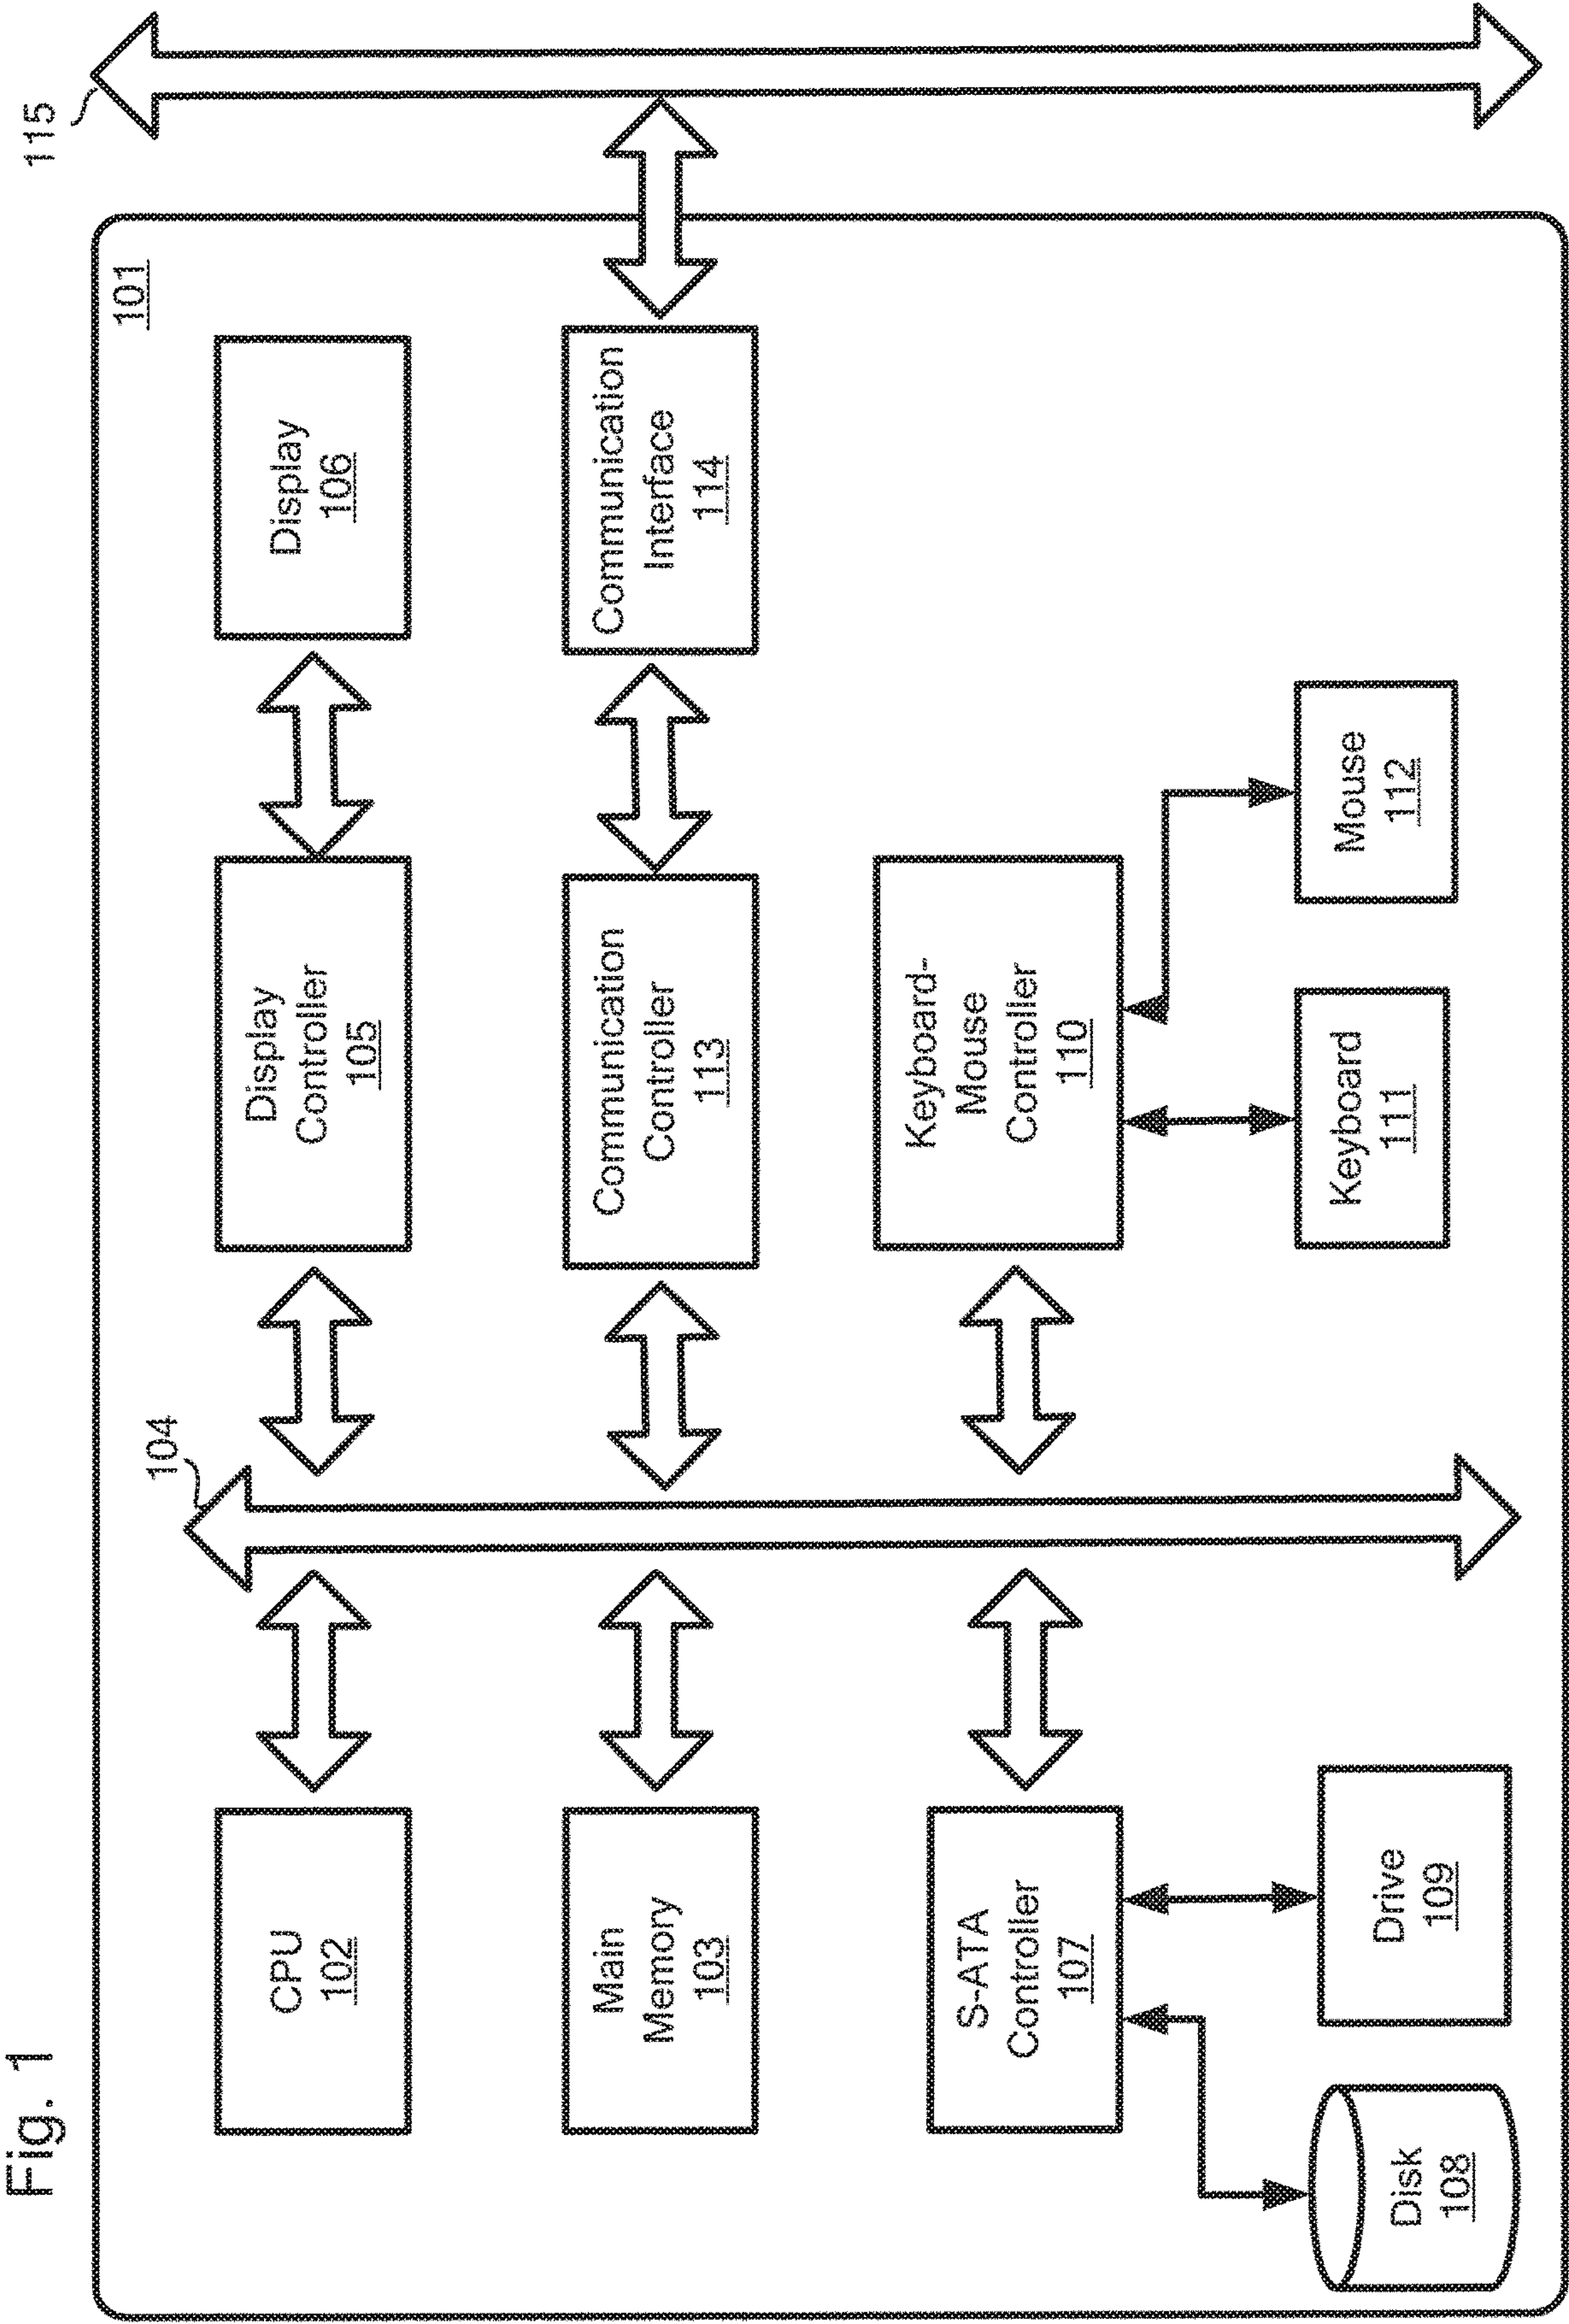 Fig. 1
101
CPU
102
104
Display
Controller
105
Display
106
115
Main
Memory
103
Communication
Controller
113
Communication
Interface
114
S-ATA
Controller
107
Keyboard-
Mouse
Controller
110
Disk
108
Drive
109
Keyboard
111
Mouse
112